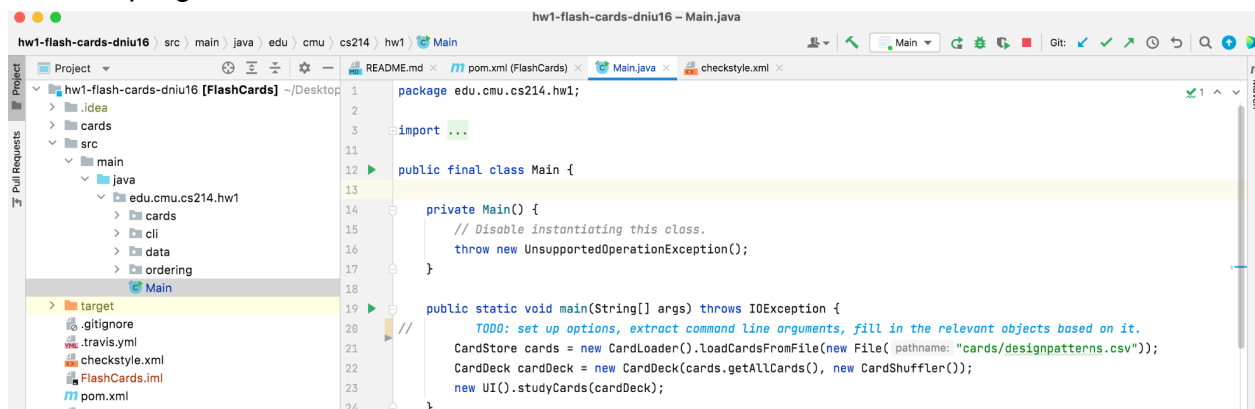 hw1-flash-cards-dniu16 – Main.java
hw1-flash-cards-dniu16 〉 src 〉 main 〉 java 〉 edu 〉 cmu 〉 cs214 〉 hw1 〉 Main
Main
Git:
Project
README.md
pom.xml (FlashCards)
Main.java
checkstyle.xml
Project
Pull Requests
hw1-flash-cards-dniu16 [FlashCards] ~/Desktop
.idea
cards
src
main
java
edu.cmu.cs214.hw1
cards
cli
data
ordering
Main
target
.gitignore
.travis.yml
checkstyle.xml
FlashCards.iml
pom.xml
1 package edu.cmu.cs214.hw1;
1
2
3 import ...
11
12 public final class Main {
13
14 private Main() {
15 // Disable instantiating this class.
16 throw new UnsupportedOperationException();
17 }
18
19 public static void main(String[] args) throws IOException {
20 // TODO: set up options, extract command line arguments, fill in the relevant objects based on it.
21 CardStore cards = new CardLoader().loadCardsFromFile(new File( pathname: "cards/designpatterns.csv"));
22 CardDeck cardDeck = new CardDeck(cards.getAllCards(), new CardShuffler());
23 new UI().studyCards(cardDeck);
24 }